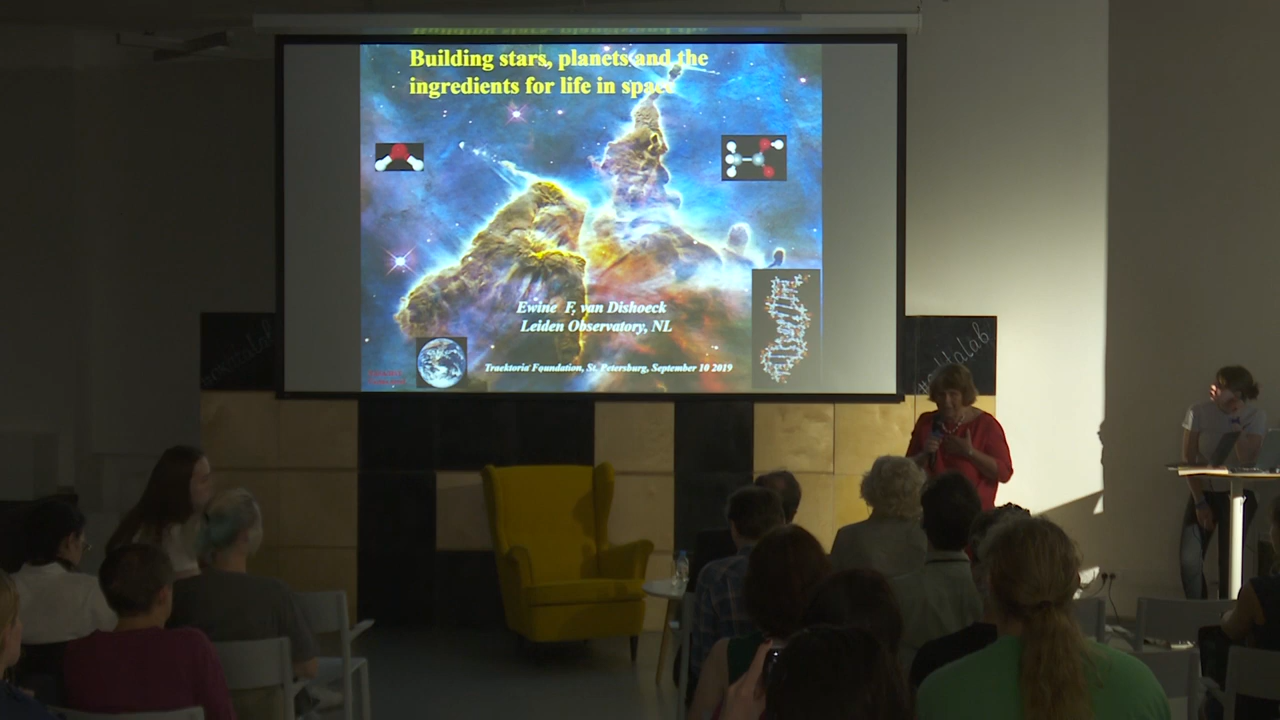 Building stars, planets and the
ingredients for life in space
Ewine F, van Dishoeck
Leiden Observatory, NL
Traektoria Foundation, St. Petersburg, September 10 2019